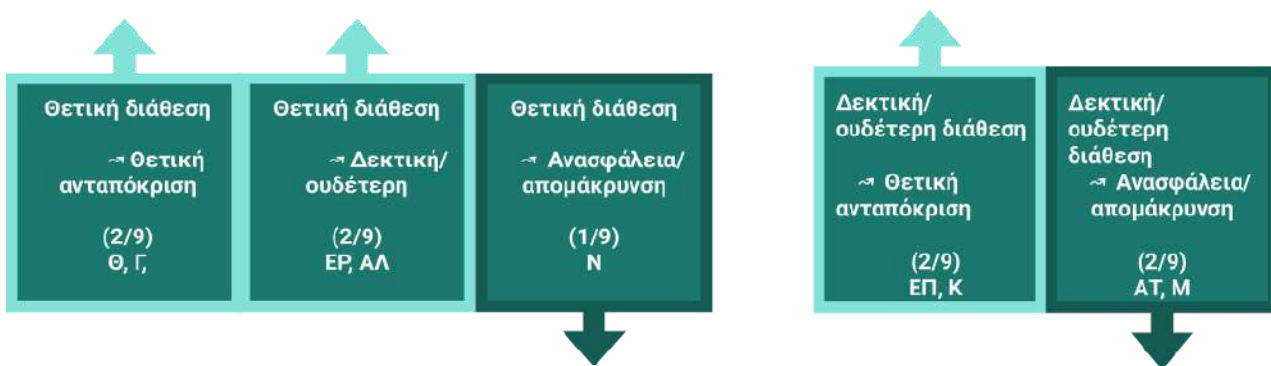 Θετική διάθεση
⤳ Θετική
ανταπόκριση
(2/9)
Θ, Γ,
Θετική διάθεση
⤳ Δεκτική/
ουδέτερη
(2/9)
ΕΡ, ΑΛ
Θετική διάθεση
⤳ Ανασφάλεια/
απομάκρυνση
(1/9)
Ν
Δεκτική/
ουδέτερη διάθεση
⤳ Θετική
ανταπόκριση
(2/9)
ΕΠ, Κ
Δεκτική/
ουδέτερη
διάθεση
⤳ Ανασφάλεια/
απομάκρυνση
(2/9)
ΑΤ, Μ